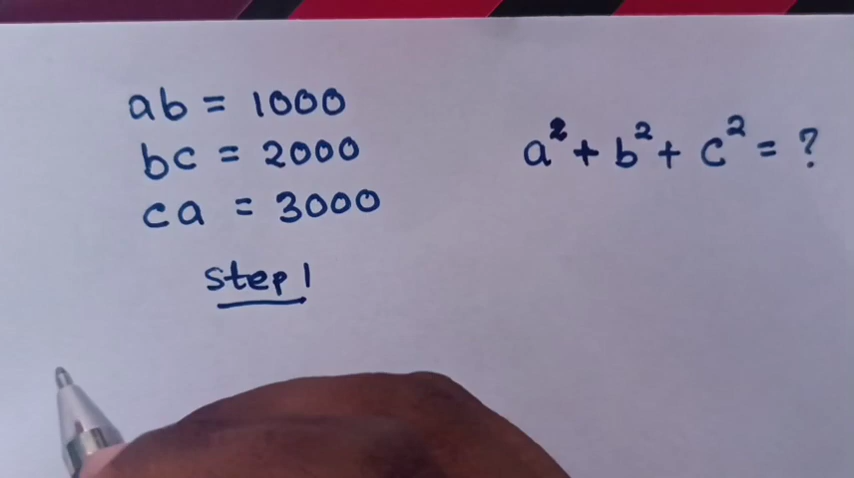 ab = 1000
bc = 2000
ca = 3000
a² + b² + c² = ?
step 1